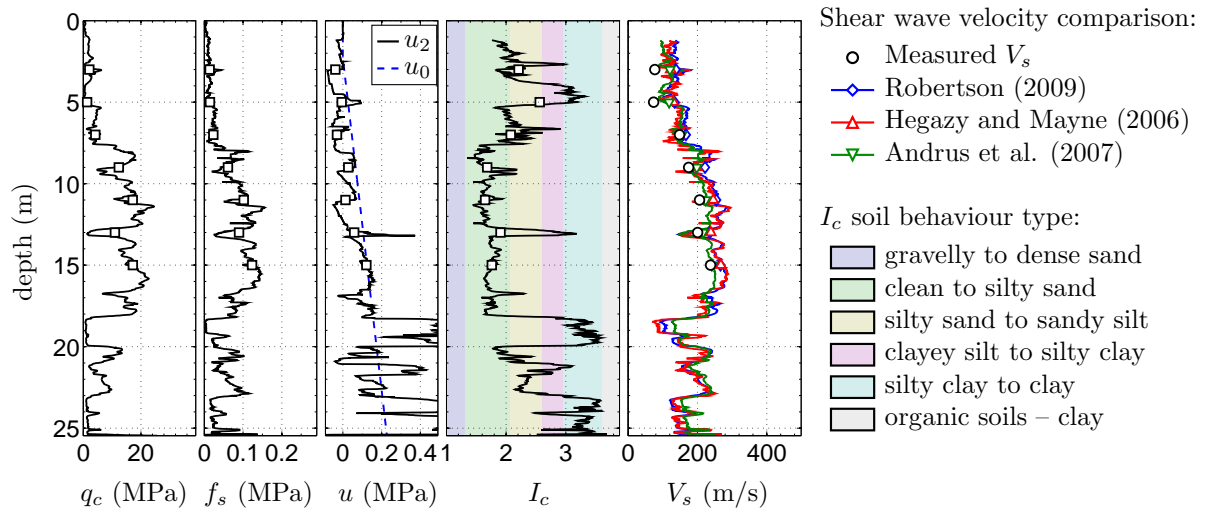 0
5
10
15
20
25
depth (m)
0 20
q_c (MPa)
0 0.1 0.2
f_s (MPa)
u_2
u_0
0 0.2 0.4
u (MPa)
1 2 3
I_c
0 200 400
V_s (m/s)
Shear wave velocity comparison:
Measured V_s
Robertson (2009)
Hegazy and Mayne (2006)
Andrus et al. (2007)
I_c soil behaviour type:
gravelly to dense sand
clean to silty sand
silty sand to sandy silt
clayey silt to silty clay
silty clay to clay
organic soils – clay